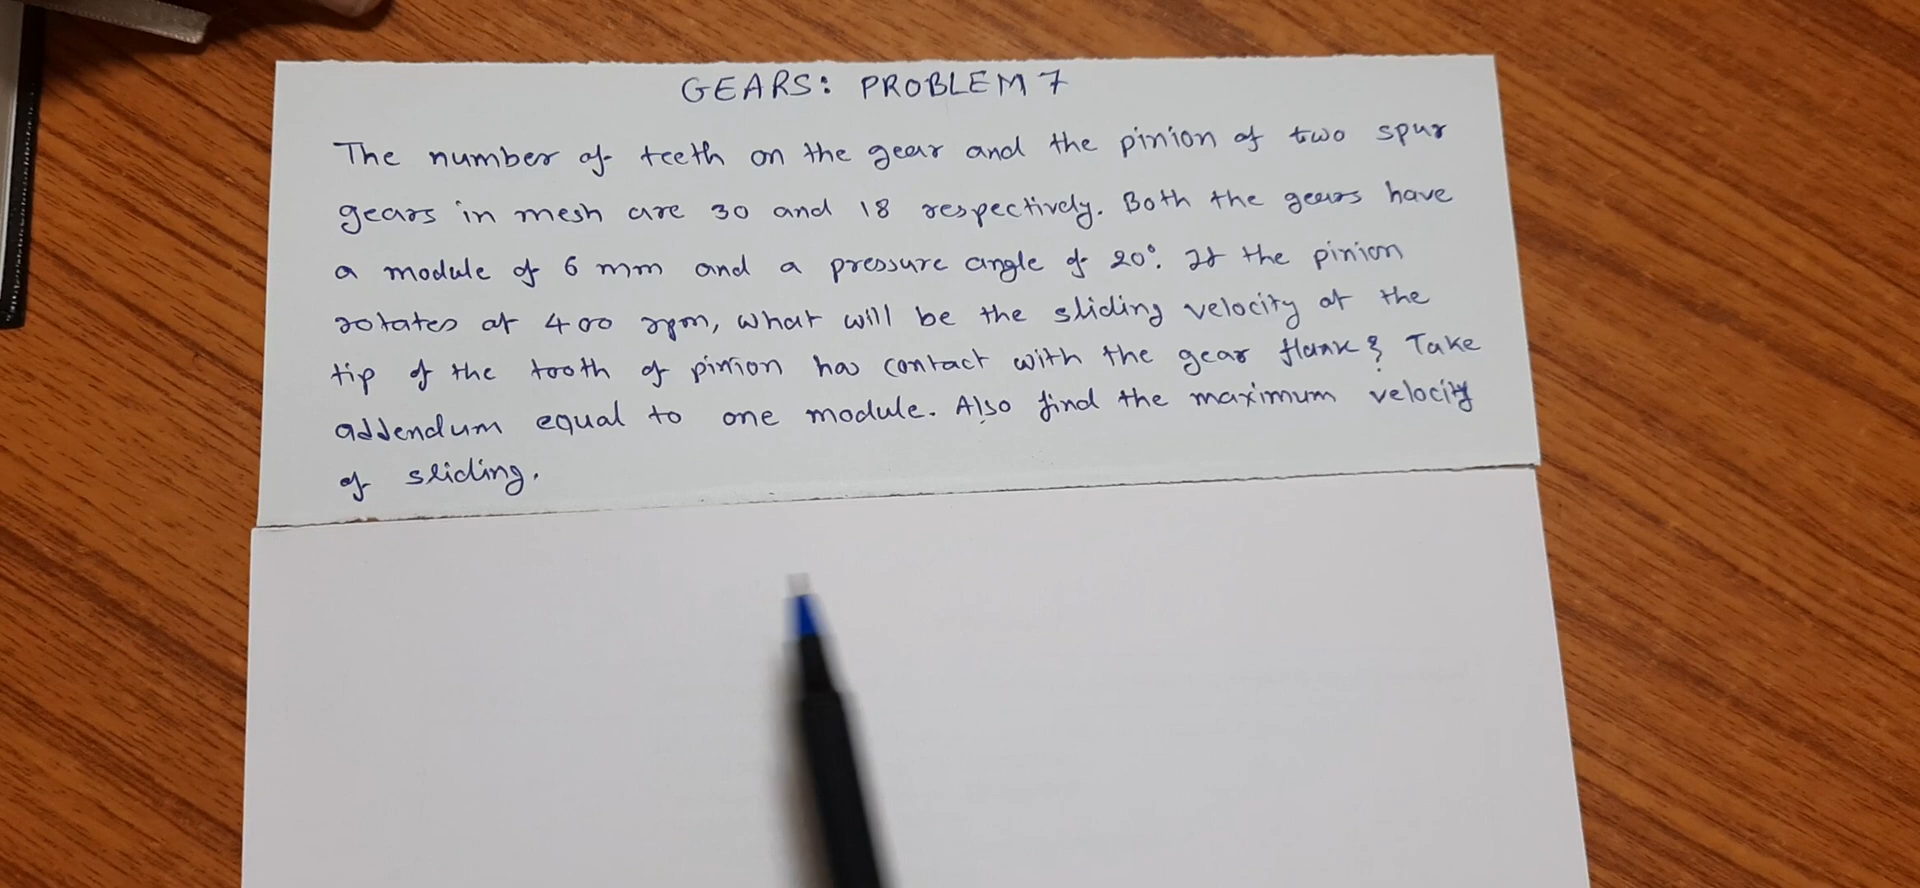 GEARS: PROBLEM 7
The number of teeth on the gear and the pinion of two spur
gears in mesh are 30 and 18 respectively. Both the gears have
a module of 6 mm and a pressure angle of 20°. If the pinion
rotates at 400 rpm, what will be the sliding velocity at the
tip of the tooth of pinion has contact with the gear flank? Take
addendum equal to one module. Also find the maximum velocity
of sliding.